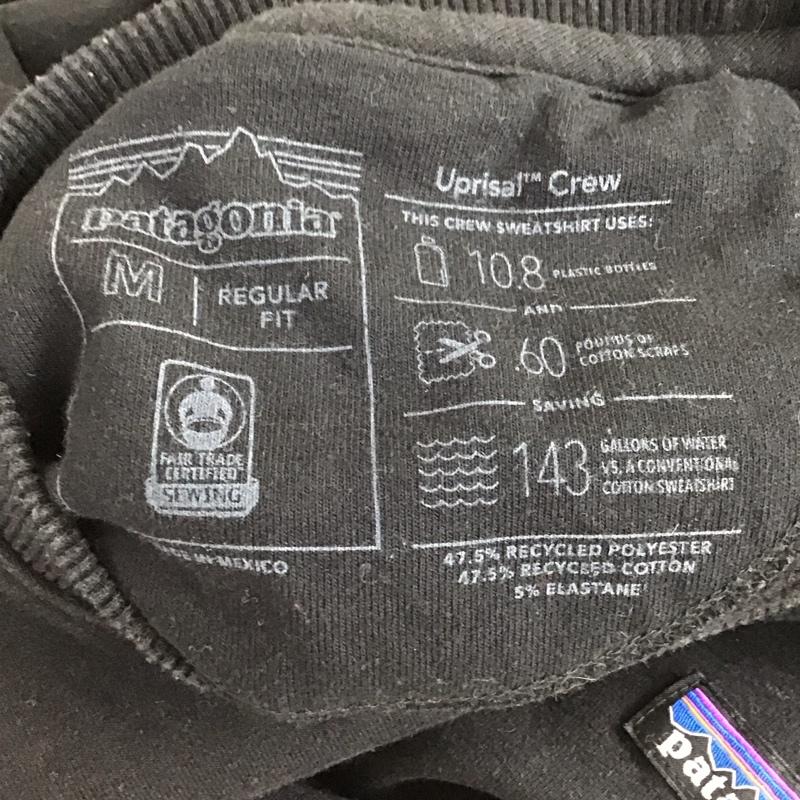 patagonia
M
REGULAR
FIT
FAIR TRADE
CERTIFIED
SEWING
IN MEXICO
Uprisal™ Crew
THIS CREW SWEATSHIRT USES:
10.8 PLASTIC BOTTLES
AND
.60 POUNDS OF
COTTON SCRAPS
SAVING
143 GALLONS OF WATER
VS. A CONVENTIONAL
COTTON SWEATSHIRT
47.5% RECYCLED POLYESTER
47.5% RECYCLED COTTON
5% ELASTANE
pata